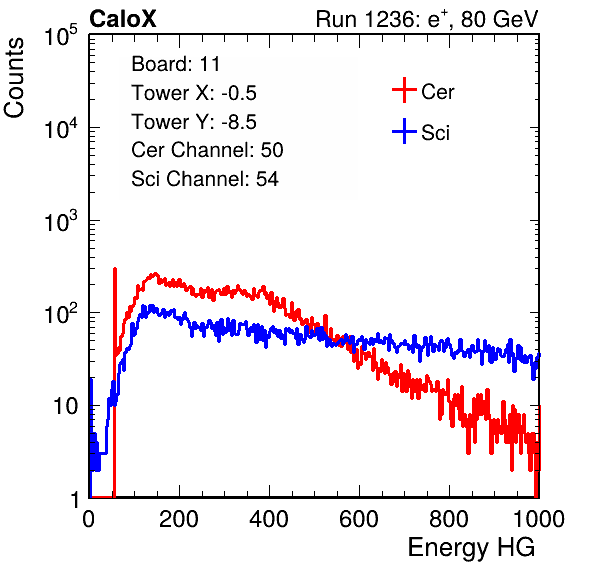 CaloX Run 1236: e⁺, 80 GeV
Counts
Board: 11
Tower X: -0.5
Tower Y: -8.5
Cer Channel: 50
Sci Channel: 54
Cer
Sci
10⁵
10⁴
10³
10²
10
1
0 200 400 600 800 1000
Energy HG